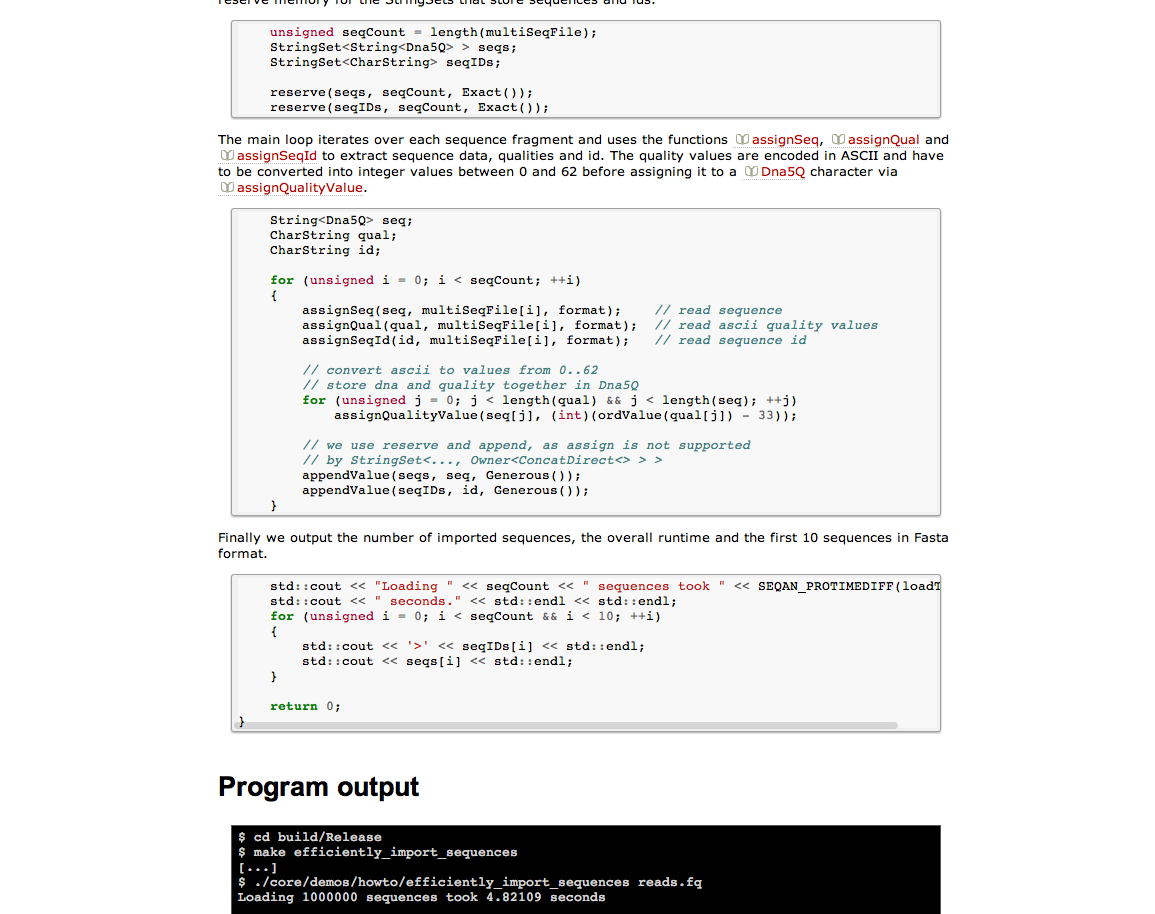 reserve memory for the StringSets that store sequences and ids.
unsigned seqCount = length(multiSeqFile);
StringSet<String<Dna5Q> > seqs;
StringSet<CharString> seqIDs;
reserve(seqs, seqCount, Exact());
reserve(seqIDs, seqCount, Exact());
The main loop iterates over each sequence fragment and uses the functions assignSeq, assignQual and
assignSeqId to extract sequence data, qualities and id. The quality values are encoded in ASCII and have
to be converted into integer values between 0 and 62 before assigning it to a Dna5Q character via
assignQualityValue.
String<Dna5Q> seq;
CharString qual;
CharString id;
for (unsigned i = 0; i < seqCount; ++i)
{
assignSeq(seq, multiSeqFile[i], format); // read sequence
assignQual(qual, multiSeqFile[i], format); // read ascii quality values
assignSeqId(id, multiSeqFile[i], format); // read sequence id
// convert ascii to values from 0..62
// store dna and quality together in Dna5Q
for (unsigned j = 0; j < length(qual) && j < length(seq); ++j)
assignQualityValue(seq[j], (int)(ordValue(qual[j]) - 33));
// we use reserve and append, as assign is not supported
// by StringSet<..., Owner<ConcatDirect<> > >
appendValue(seqs, seq, Generous());
appendValue(seqIDs, id, Generous());
}
Finally we output the number of imported sequences, the overall runtime and the first 10 sequences in Fasta
format.
std::cout << "Loading " << seqCount << " sequences took " << SEQAN_PROTIMEDIFF(loadT
std::cout << " seconds." << std::endl << std::endl;
for (unsigned i = 0; i < seqCount && i < 10; ++i)
{
std::cout << '>' << seqIDs[i] << std::endl;
std::cout << seqs[i] << std::endl;
}
return 0;
}
Program output
$ cd build/Release
$ make efficiently_import_sequences
[...]
$ ./core/demos/howto/efficiently_import_sequences reads.fq
Loading 1000000 sequences took 4.82109 seconds